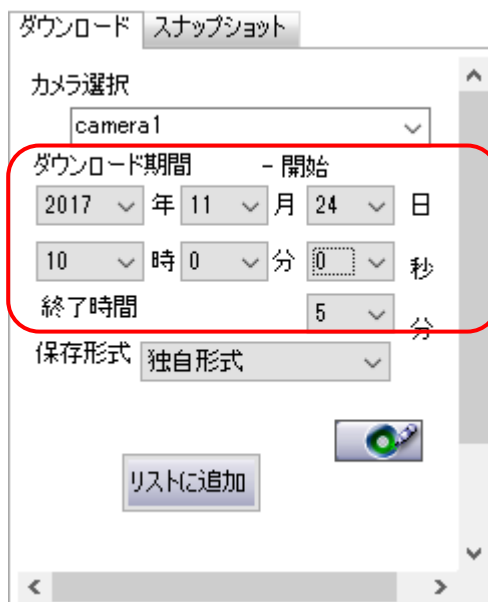 ダウンロード スナップショット
カメラ選択
camera1
ダウンロード期間 - 開始
2017 年 11 月 24 日
10 時 0 分 0 秒
終了時間 5 分
保存形式 独自形式
リストに追加